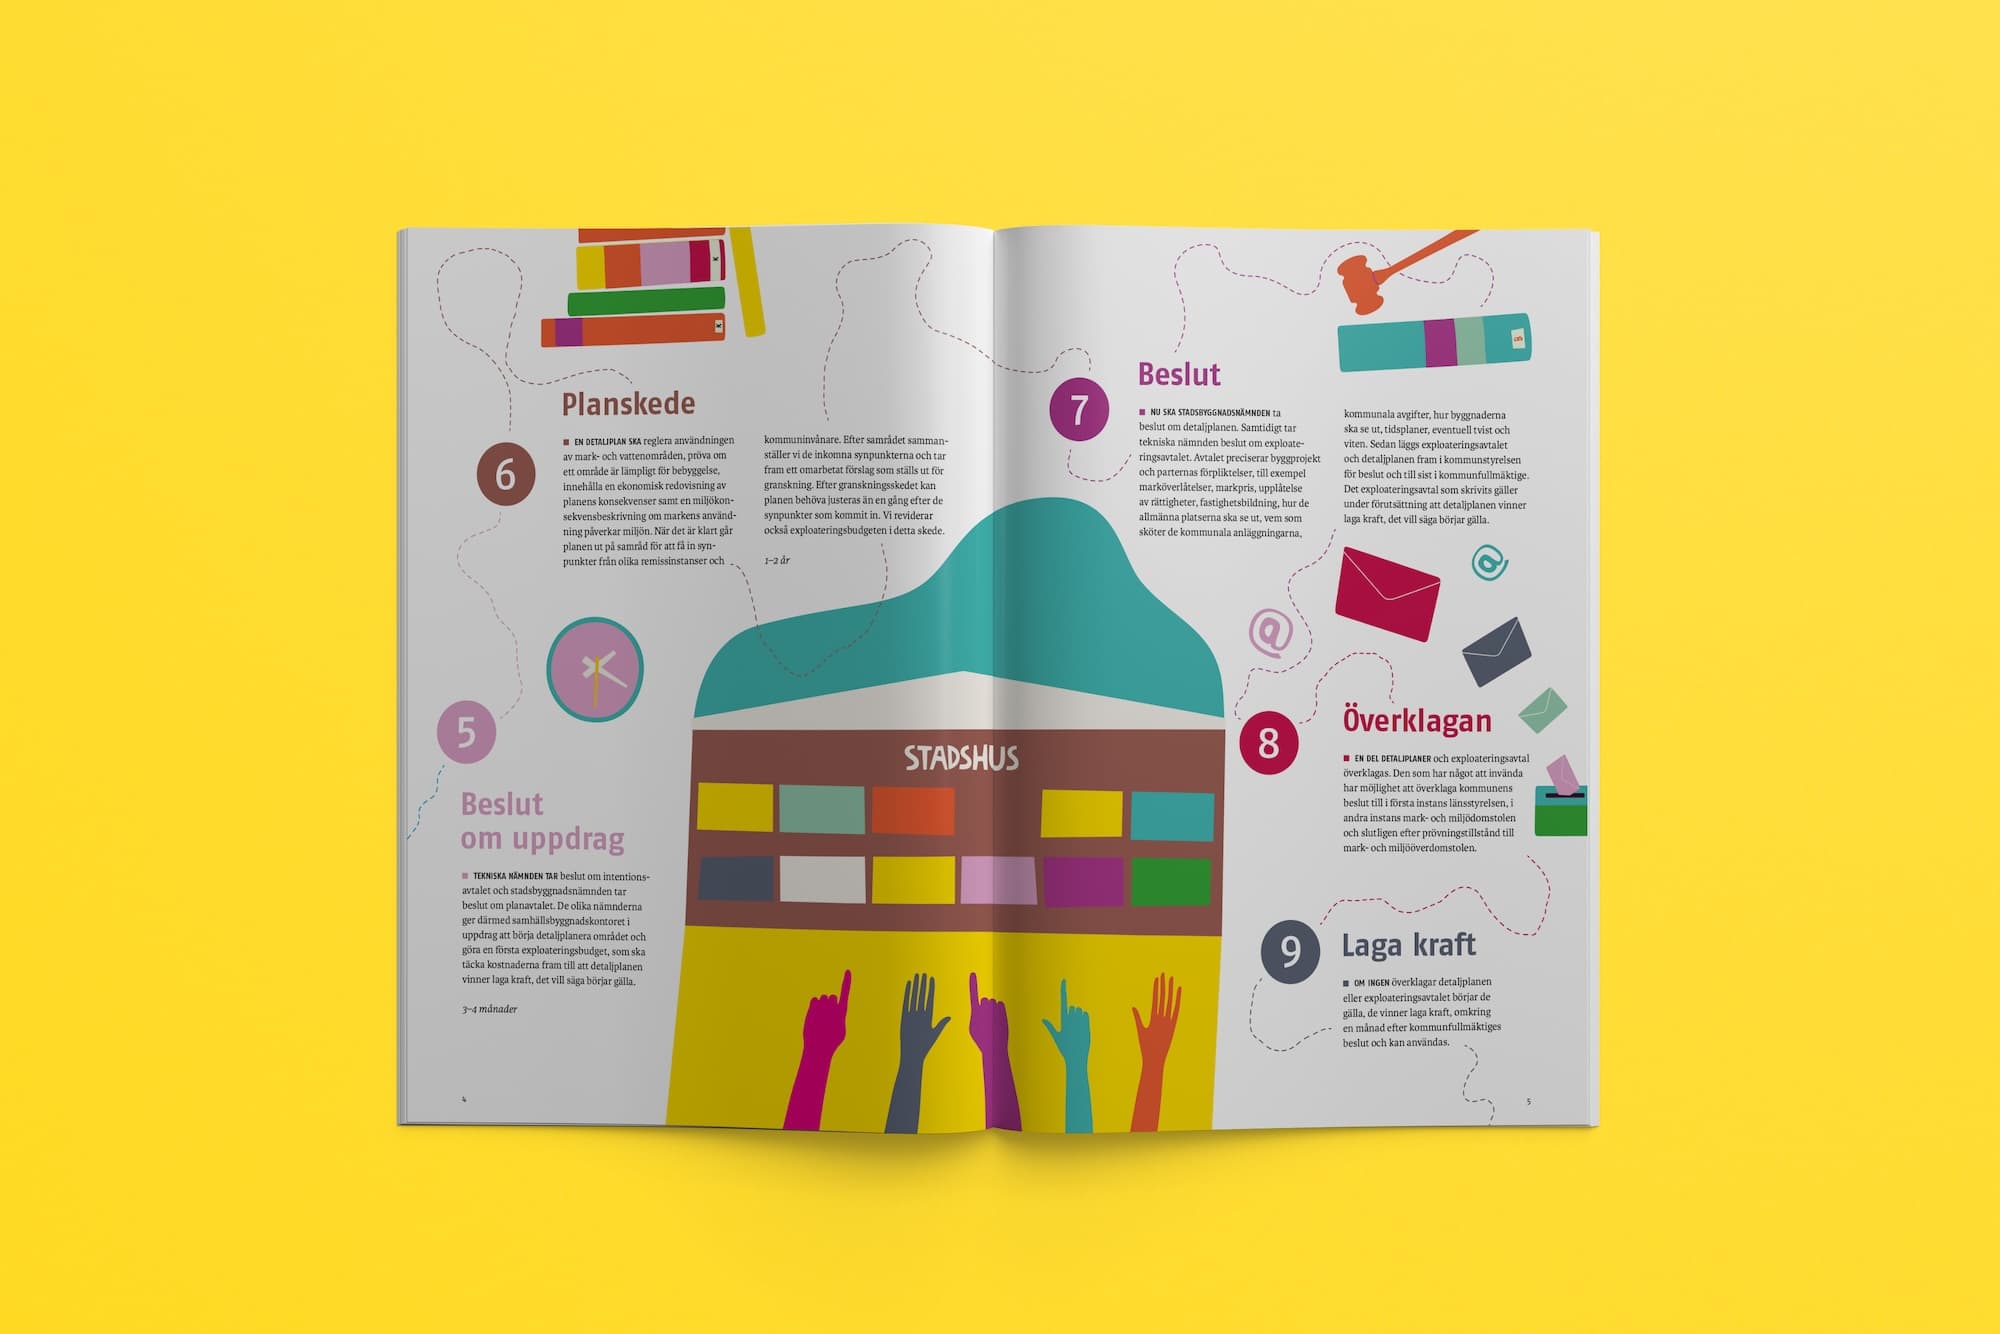 6
Planskede
EN DETALJPLAN SKA reglera användningen
av mark- och vattenområden, pröva om
ett område är lämpligt för bebyggelse,
innehålla en ekonomisk redovisning av
planens konsekvenser samt en miljökon-
sekvensbeskrivning om markens använd-
ning påverkar miljön. När det är klart går
planen ut på samråd för att få in syn-
punkter från olika remissinstanser och
kommuninvånare. Efter samrådet samman-
ställer vi de inkomna synpunkterna och tar
fram ett omarbetat förslag som ställs ut för
granskning. Efter granskningsskedet kan
planen behöva justeras än en gång efter de
synpunkter som kommit in. Vi reviderar
också exploateringsbudgeten i detta skede.
1–2 år
5
Beslut
om uppdrag
TEKNISKA NÄMNDEN TAR beslut om intentions-
avtalet och stadsbyggnadsnämnden tar
beslut om planavtalet. De olika nämnderna
ger därmed samhällsbyggnadskontoret i
uppdrag att börja detaljplanera området och
göra en första exploateringsbudget, som ska
täcka kostnaderna fram till att detaljplanen
vinner laga kraft, det vill säga börjar gälla.
3–4 månader
4
STADSHUS
7
Beslut
NU SKA STADSBYGGNADSNÄMNDEN ta
beslut om detaljplanen. Samtidigt tar
tekniska nämnden beslut om exploate-
ringsavtalet. Avtalet preciserar byggprojekt
och parternas förpliktelser, till exempel
marköverlåtelser, markpris, upplåtelse
av rättigheter, fastighetsbildning, hur de
allmänna platserna ska se ut, vem som
sköter de kommunala anläggningarna,
kommunala avgifter, hur byggnaderna
ska se ut, tidsplaner, eventuell tvist och
viten. Sedan läggs exploateringsavtalet
och detaljplanen fram i kommunstyrelsen
för beslut och till sist i kommunfullmäktige.
Det exploateringsavtal som skrivits gäller
under förutsättning att detaljplanen vinner
laga kraft, det vill säga börjar gälla.
@
@
8
Överklagan
EN DEL DETALJPLANER och exploateringsavtal
överklagas. Den som har något att invända
har möjlighet att överklaga kommunens
beslut till i första instans länsstyrelsen, i
andra instans mark- och miljödomstolen
och slutligen efter prövningstillstånd till
mark- och miljööverdomstolen.
9
Laga kraft
OM INGEN överklagar detaljplanen
eller exploateringsavtalet börjar de
gälla, de vinner laga kraft, omkring
en månad efter kommunfullmäktiges
beslut och kan användas.
5